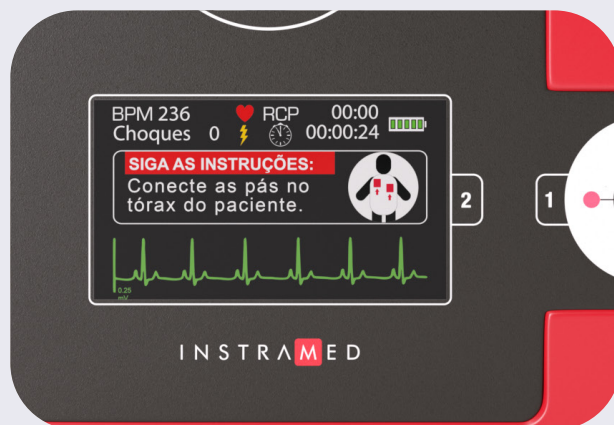 BPM 236 RCP 00:00
Choques 0 00:00:24
SIGA AS INSTRUÇÕES:
Conecte as pás no
tórax do paciente.
2
1
0.25
mV
INSTRAMED